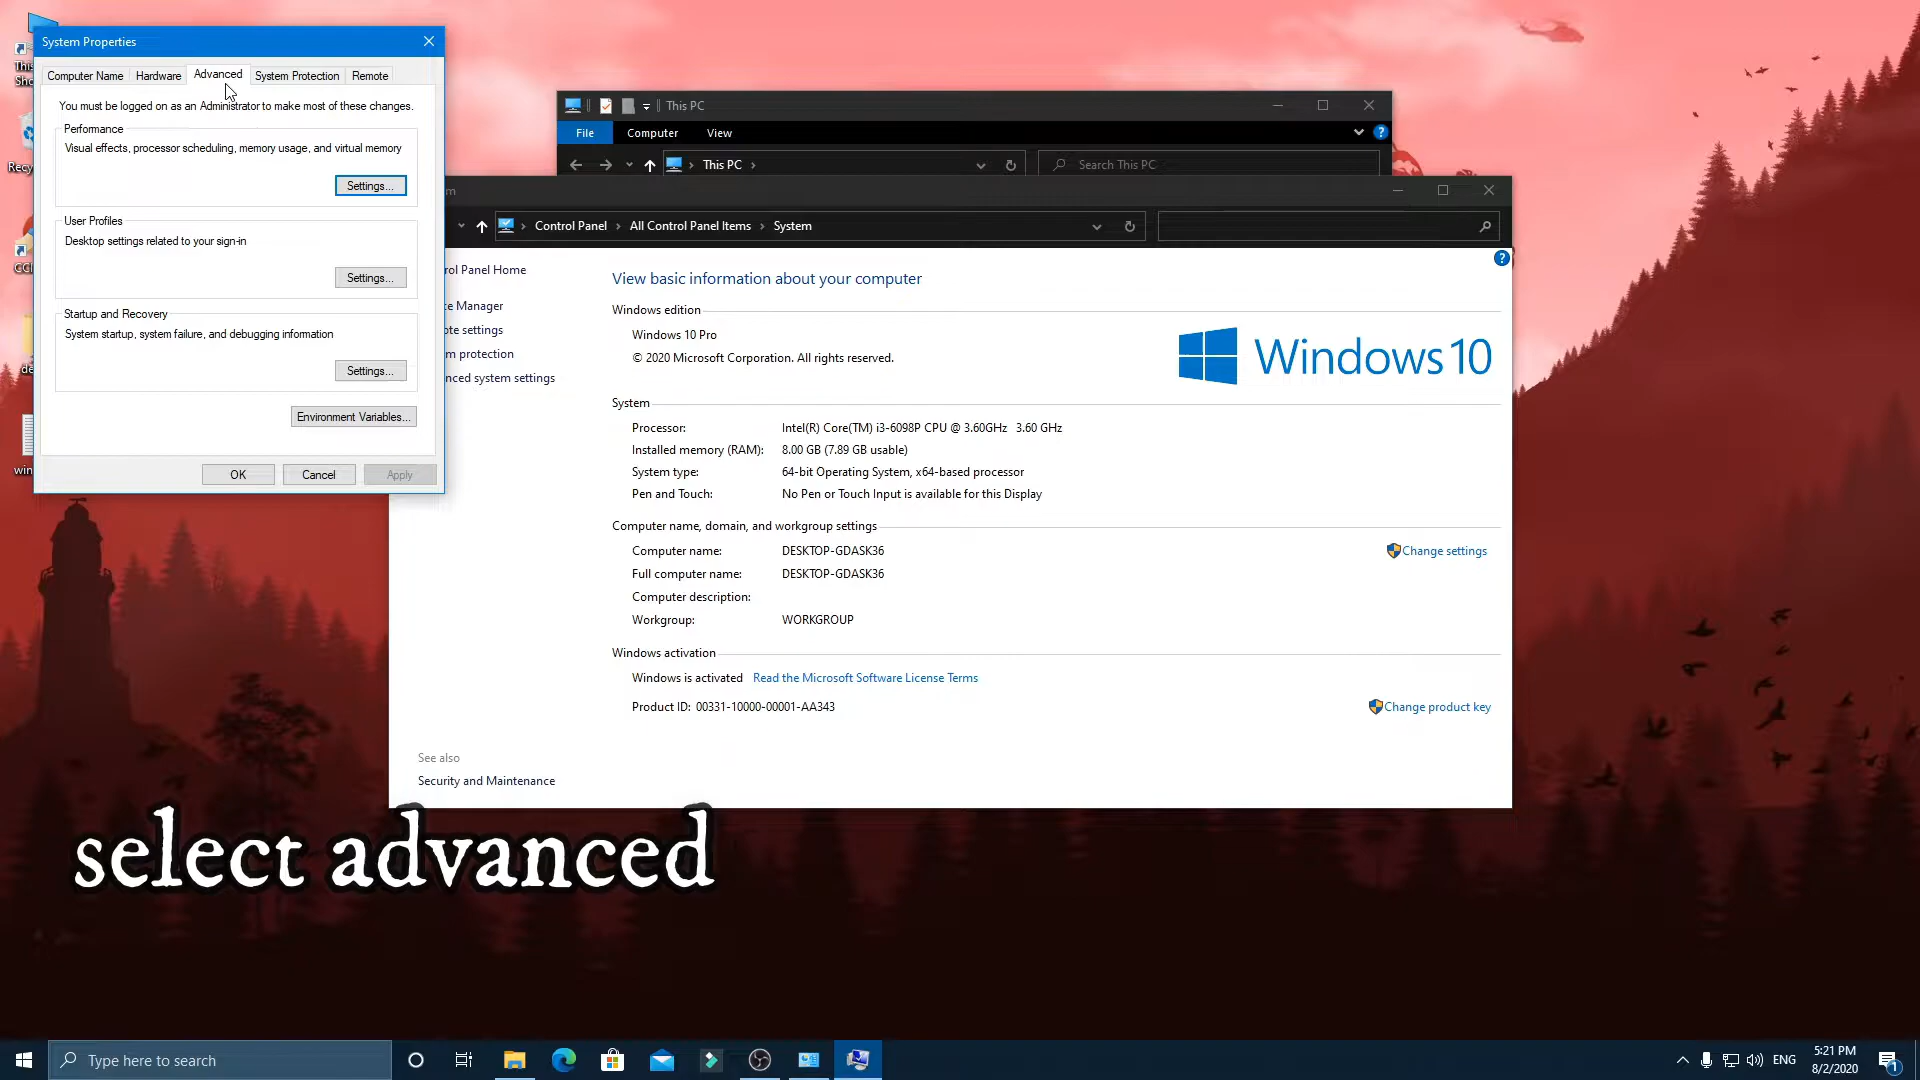 System Properties
Computer Name
Hardware
Advanced
System Protection
Remote
You must be logged on as an Administrator to make most of these changes.
Performance
Visual effects, processor scheduling, memory usage, and virtual memory
Settings...
User Profiles
Desktop settings related to your sign-in
Settings...
Startup and Recovery
System startup, system failure, and debugging information
Settings...
Environment Variables...
OK
Cancel
Apply
This PC
File
Computer
View
This PC
Search This PC
Control Panel
All Control Panel Items
System
rol Panel Home
ce Manager
ote settings
m protection
nced system settings
View basic information about your computer
Windows edition
Windows 10 Pro
© 2020 Microsoft Corporation. All rights reserved.
Windows 10
System
Processor: Intel(R) Core(TM) i3-6098P CPU @ 3.60GHz 3.60 GHz
Installed memory (RAM): 8.00 GB (7.89 GB usable)
System type: 64-bit Operating System, x64-based processor
Pen and Touch: No Pen or Touch Input is available for this Display
Computer name, domain, and workgroup settings
Computer name: DESKTOP-GDASK36
Change settings
Full computer name: DESKTOP-GDASK36
Computer description:
Workgroup: WORKGROUP
Windows activation
Windows is activated Read the Microsoft Software License Terms
Product ID: 00331-10000-00001-AA343
Change product key
See also
Security and Maintenance
select advanced
Type here to search
ENG
5:21 PM
8/2/2020
1